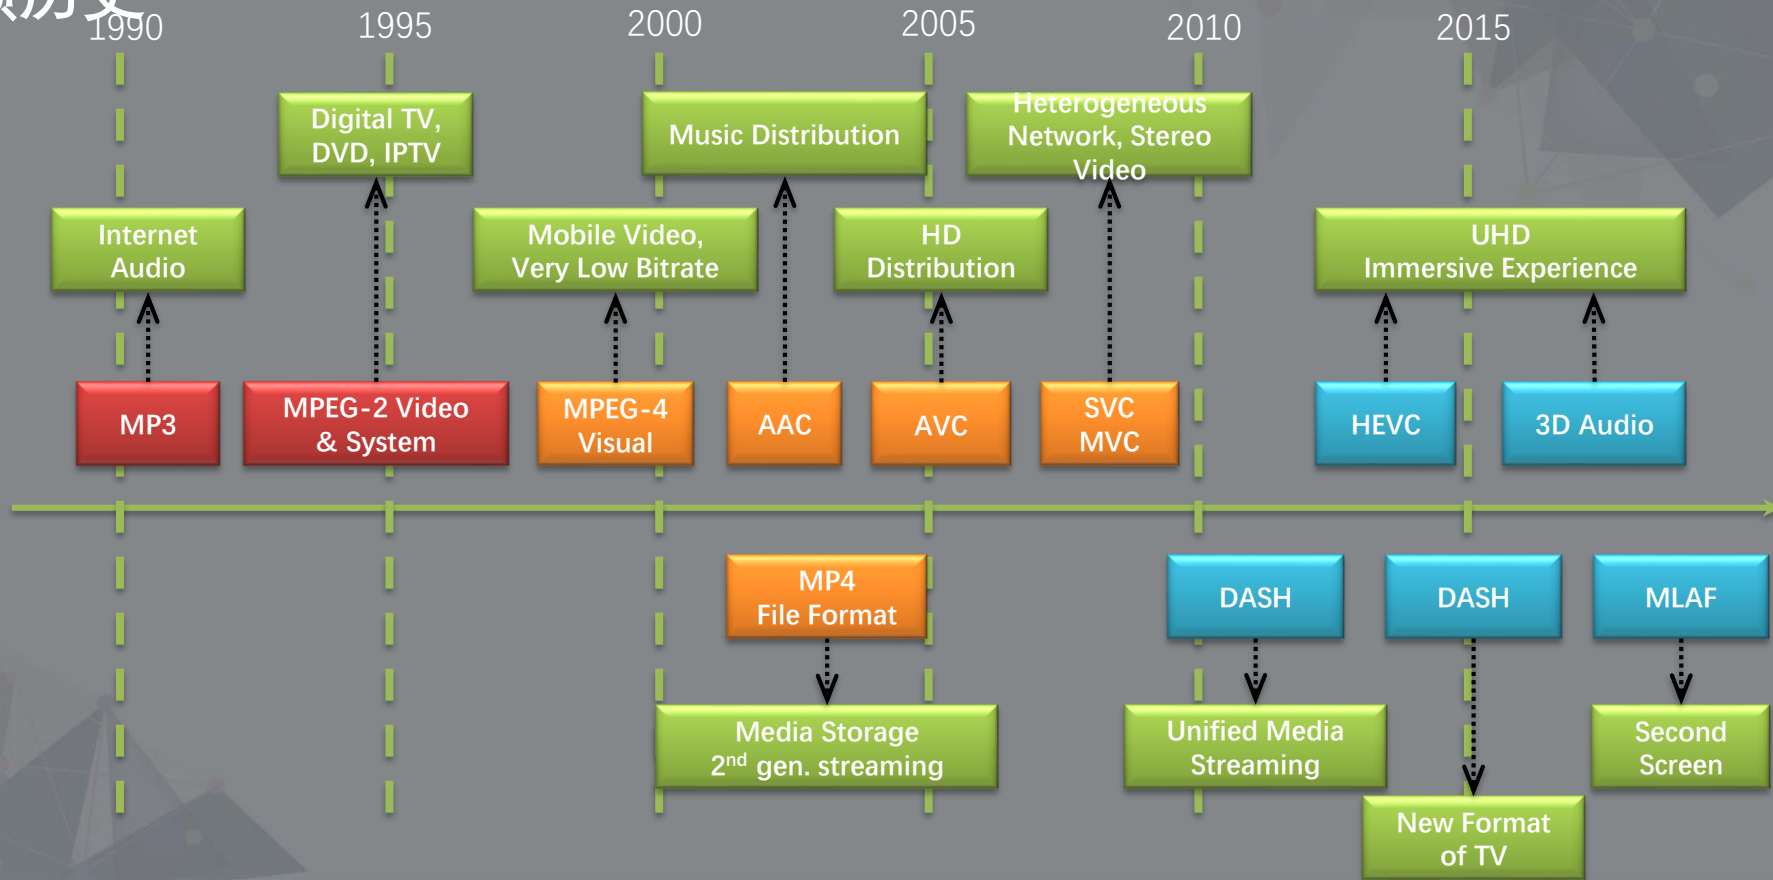 历史
1990
1995
2000
2005
2010
2015
Digital TV,
DVD, IPTV
Music Distribution
Heterogeneous
Network, Stereo
Video
Internet
Audio
Mobile Video,
Very Low Bitrate
HD
Distribution
UHD
Immersive Experience
MP3
MPEG-2 Video
& System
MPEG-4
Visual
AAC
AVC
SVC
MVC
HEVC
3D Audio
MP4
File Format
DASH
DASH
MLAF
Media Storage
2nd gen. streaming
Unified Media
Streaming
Second
Screen
New Format
of TV